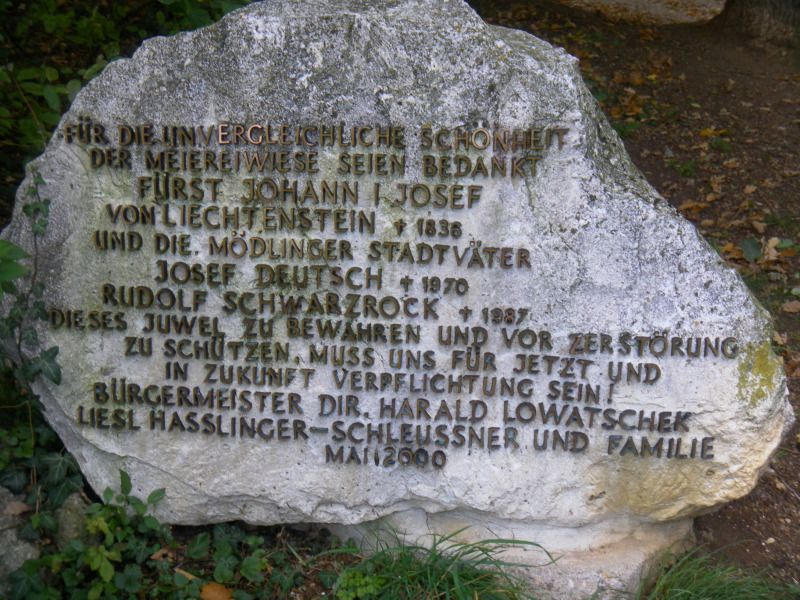 FÜR DIE UNVERGLEICHLICHE SCHÖNHEIT
DER MEIEREIWIESE SEIEN BEDANKT
FÜRST JOHANN I JOSEF
VON LIECHTENSTEIN † 1836
UND DIE MÖDLINGER STADTVÄTER
JOSEF DEUTSCH † 1970
RUDOLF SCHWARZROCK † 1987
DIESES JUWEL ZU BEWAHREN UND VOR ZERSTÖRUNG
ZU SCHÜTZEN, MUSS UNS FÜR JETZT UND
IN ZUKUNFT VERPFLICHTUNG SEIN!
BÜRGERMEISTER DIR. HARALD LOWATSCHEK
LIESL HASSLINGER-SCHLEUSSNER UND FAMILIE
MAI 2000